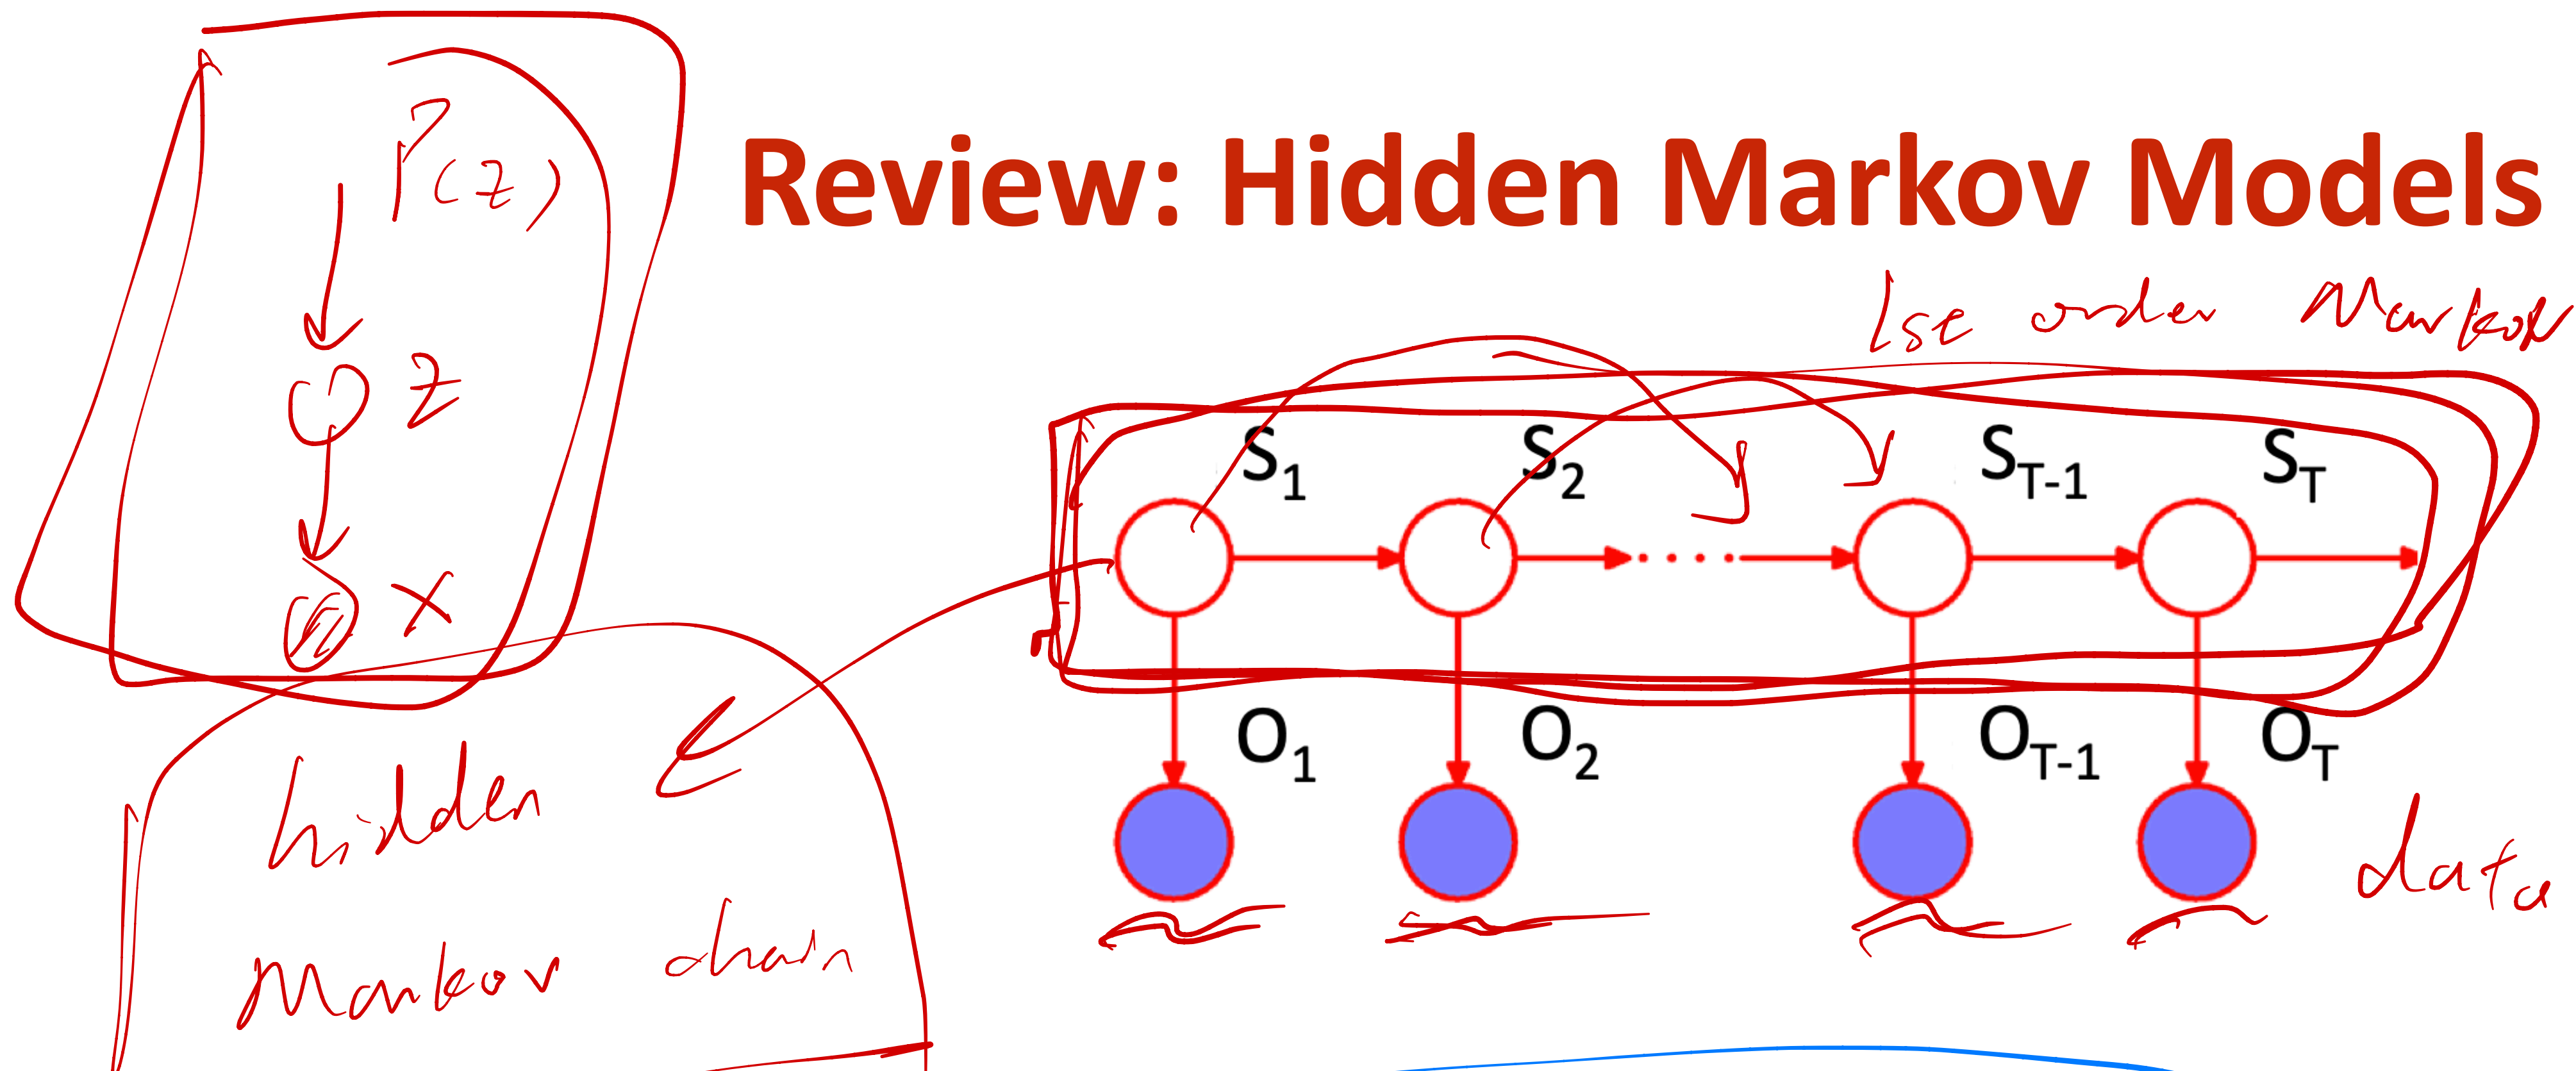 P(z)
Review: Hidden Markov Models
1st order Markov
z
S1 S2 ST-1 ST
x
O1 O2 OT-1 OT
hidden
data
Markov chain